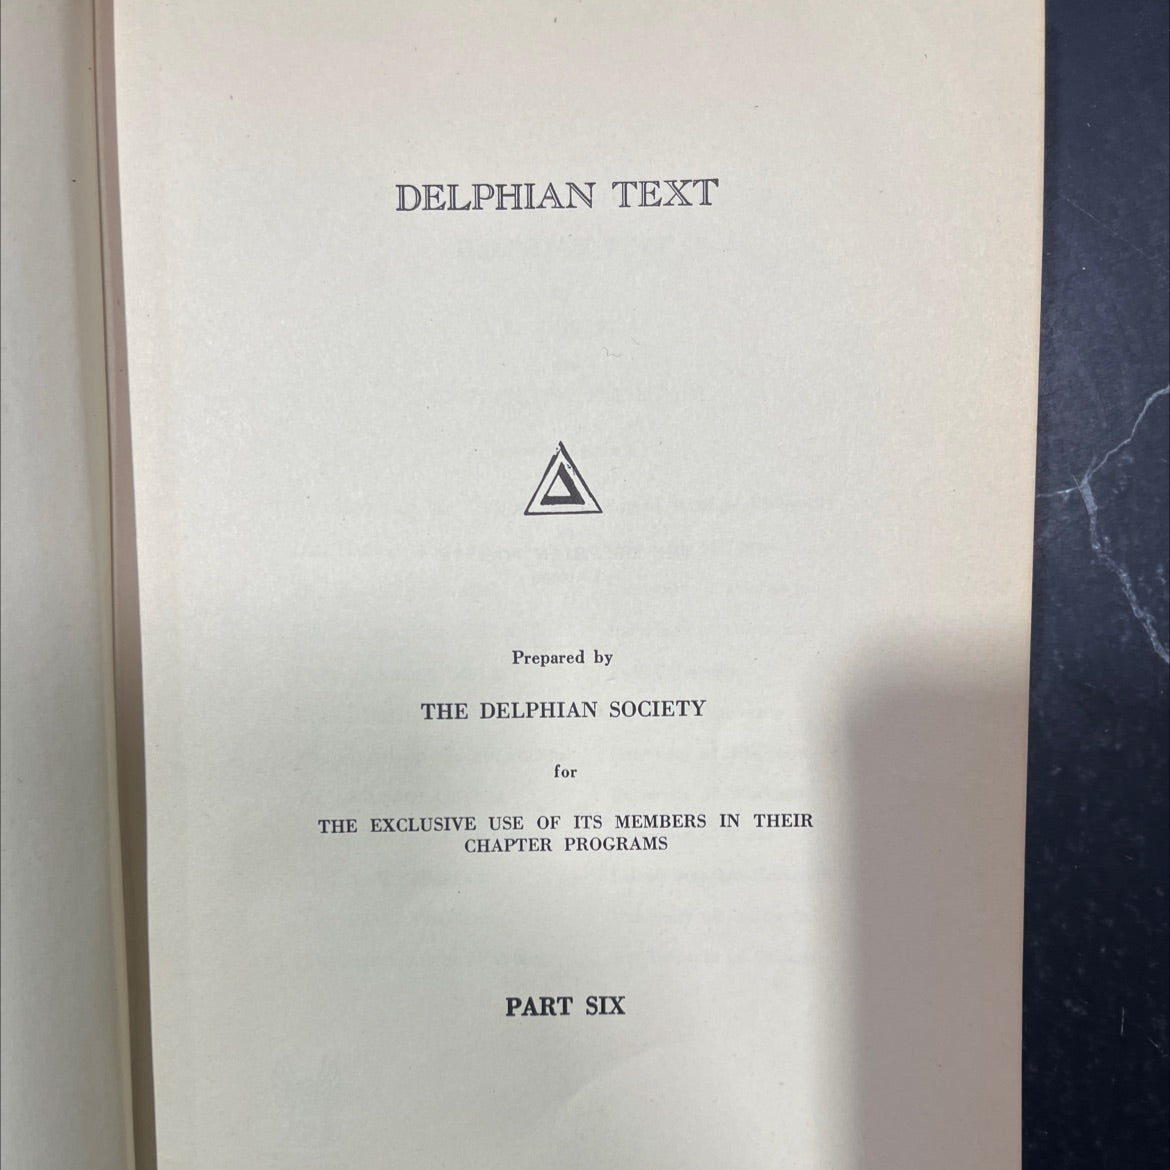 DELPHIAN TEXT
Prepared by
THE DELPHIAN SOCIETY
for
THE EXCLUSIVE USE OF ITS MEMBERS IN THEIR
CHAPTER PROGRAMS
PART SIX